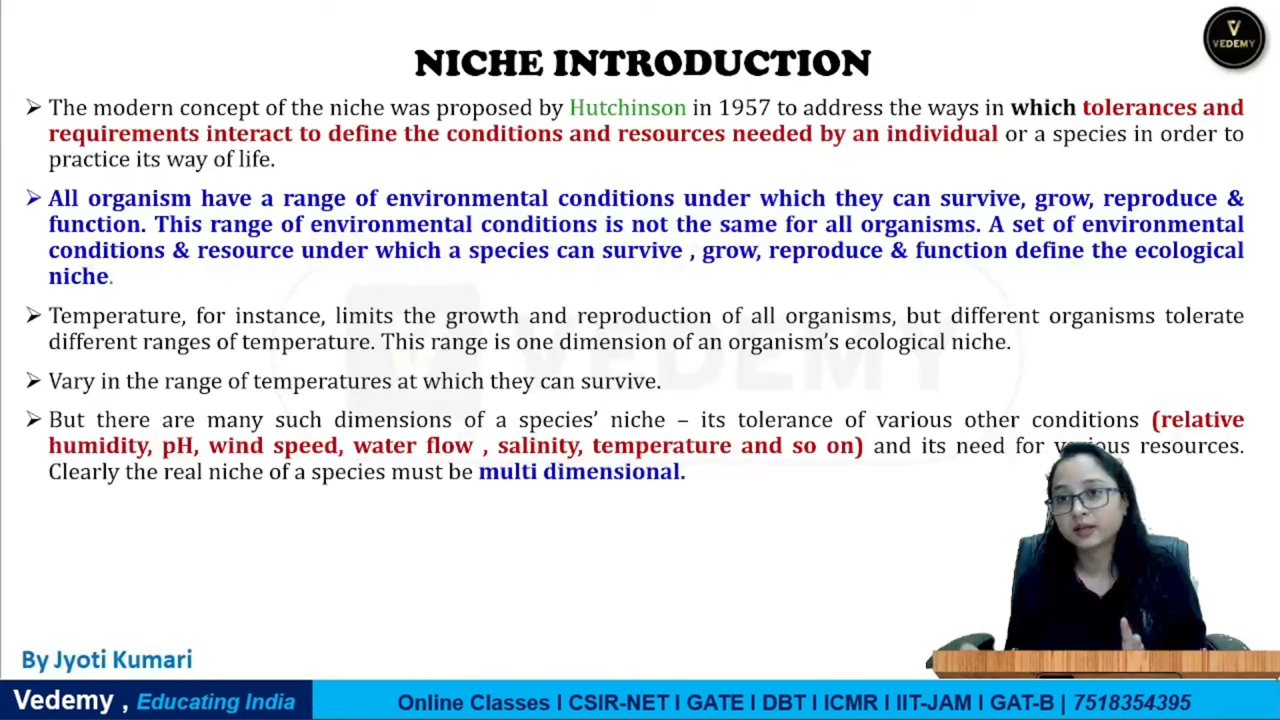 VEDEMY
NICHE INTRODUCTION
➢ The modern concept of the niche was proposed by Hutchinson in 1957 to address the ways in which tolerances and
requirements interact to define the conditions and resources needed by an individual or a species in order to
practice its way of life.
➢ All organism have a range of environmental conditions under which they can survive, grow, reproduce &
function. This range of environmental conditions is not the same for all organisms. A set of environmental
conditions & resource under which a species can survive , grow, reproduce & function define the ecological
niche.
➢ Temperature, for instance, limits the growth and reproduction of all organisms, but different organisms tolerate
different ranges of temperature. This range is one dimension of an organism's ecological niche.
➢ Vary in the range of temperatures at which they can survive.
➢ But there are many such dimensions of a species' niche – its tolerance of various other conditions (relative
humidity, pH, wind speed, water flow , salinity, temperature and so on) and its need for various resources.
Clearly the real niche of a species must be multi dimensional.
VEDEMY
By Jyoti Kumari
Vedemy , Educating India
Online Classes I CSIR-NET I GATE I DBT I ICMR I IIT-JAM I GAT-B | 7518354395